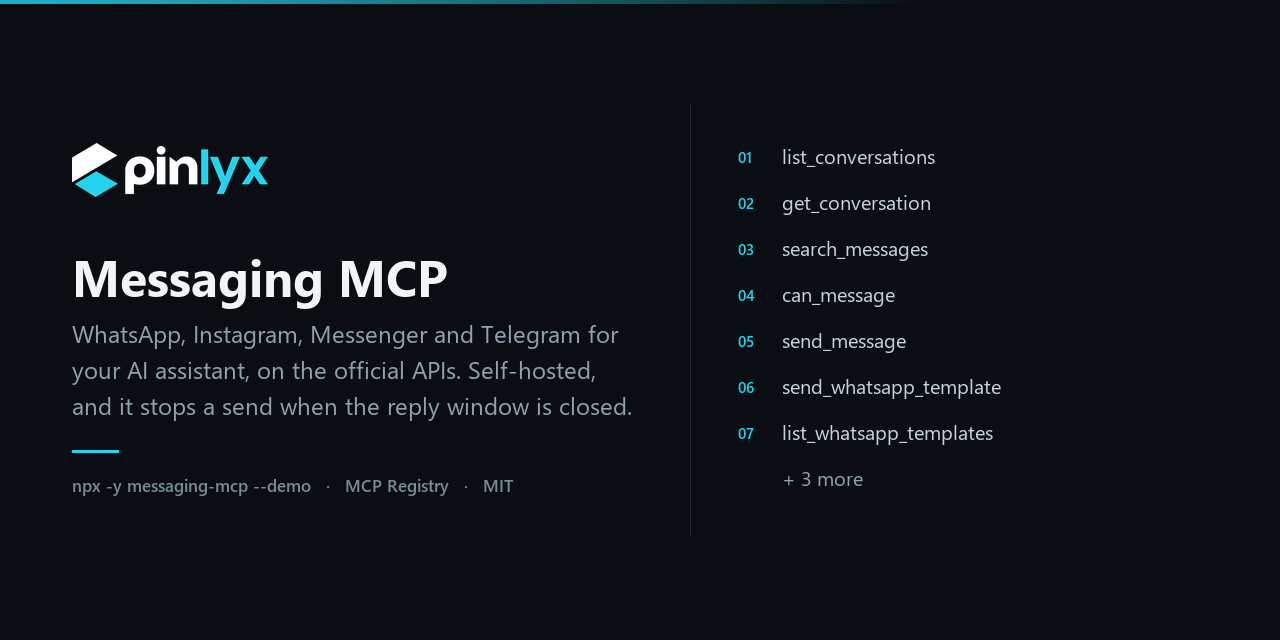 pinlyx
Messaging MCP
WhatsApp, Instagram, Messenger and Telegram for
your AI assistant, on the official APIs. Self-hosted,
and it stops a send when the reply window is closed.
npx -y messaging-mcp --demo · MCP Registry · MIT
01 list_conversations
02 get_conversation
03 search_messages
04 can_message
05 send_message
06 send_whatsapp_template
07 list_whatsapp_templates
+ 3 more